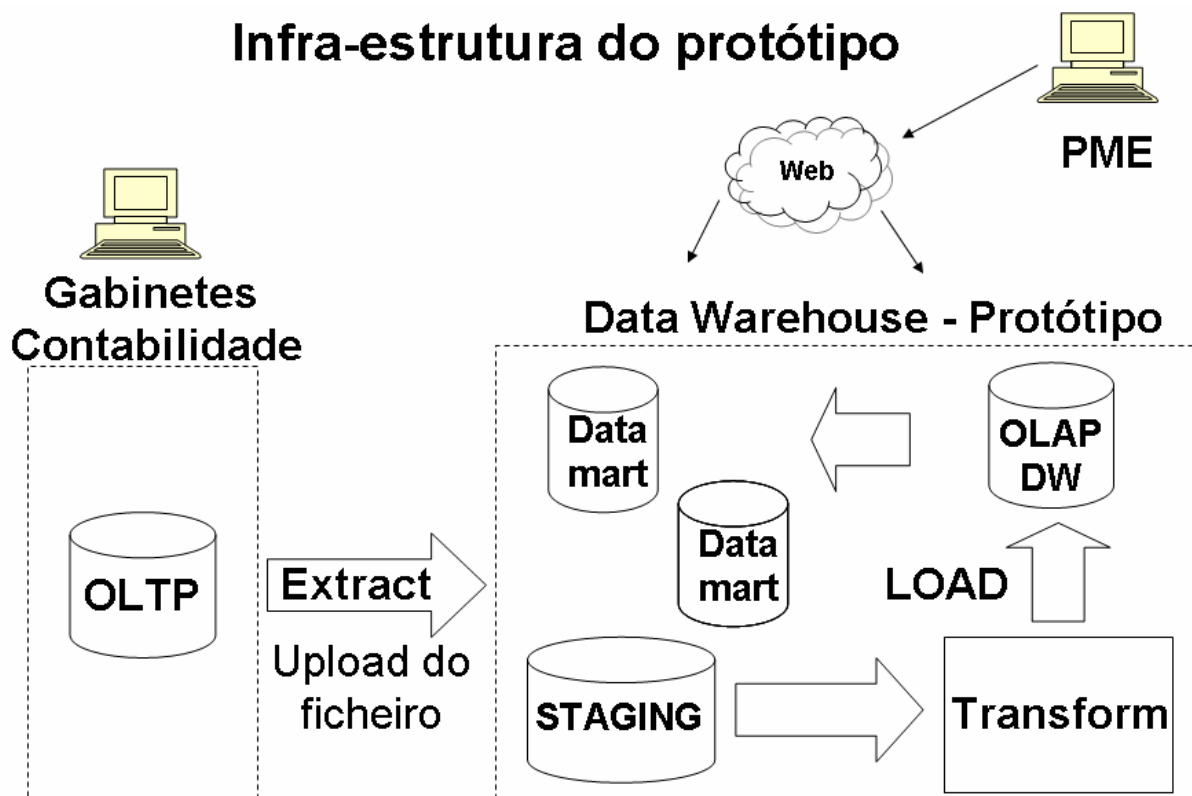 Infra-estrutura do protótipo
PME
Web
Gabinetes
Contabilidade
Data Warehouse - Protótipo
OLTP
Extract
Upload do
ficheiro
Data
mart
Data
mart
OLAP
DW
LOAD
STAGING
Transform